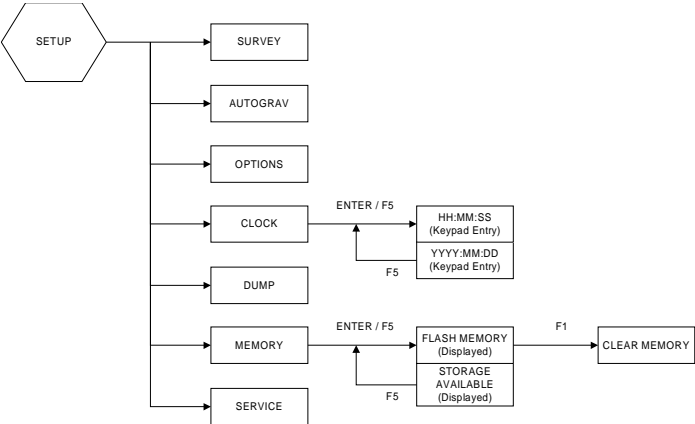 SETUP
SURVEY
AUTOGRAV
OPTIONS
CLOCK
ENTER / F5
HH:MM:SS
(Keypad Entry)
YYYY:MM:DD
(Keypad Entry)
F5
DUMP
MEMORY
ENTER / F5
FLASH MEMORY
(Displayed)
STORAGE
AVAILABLE
(Displayed)
F5
F1
CLEAR MEMORY
SERVICE